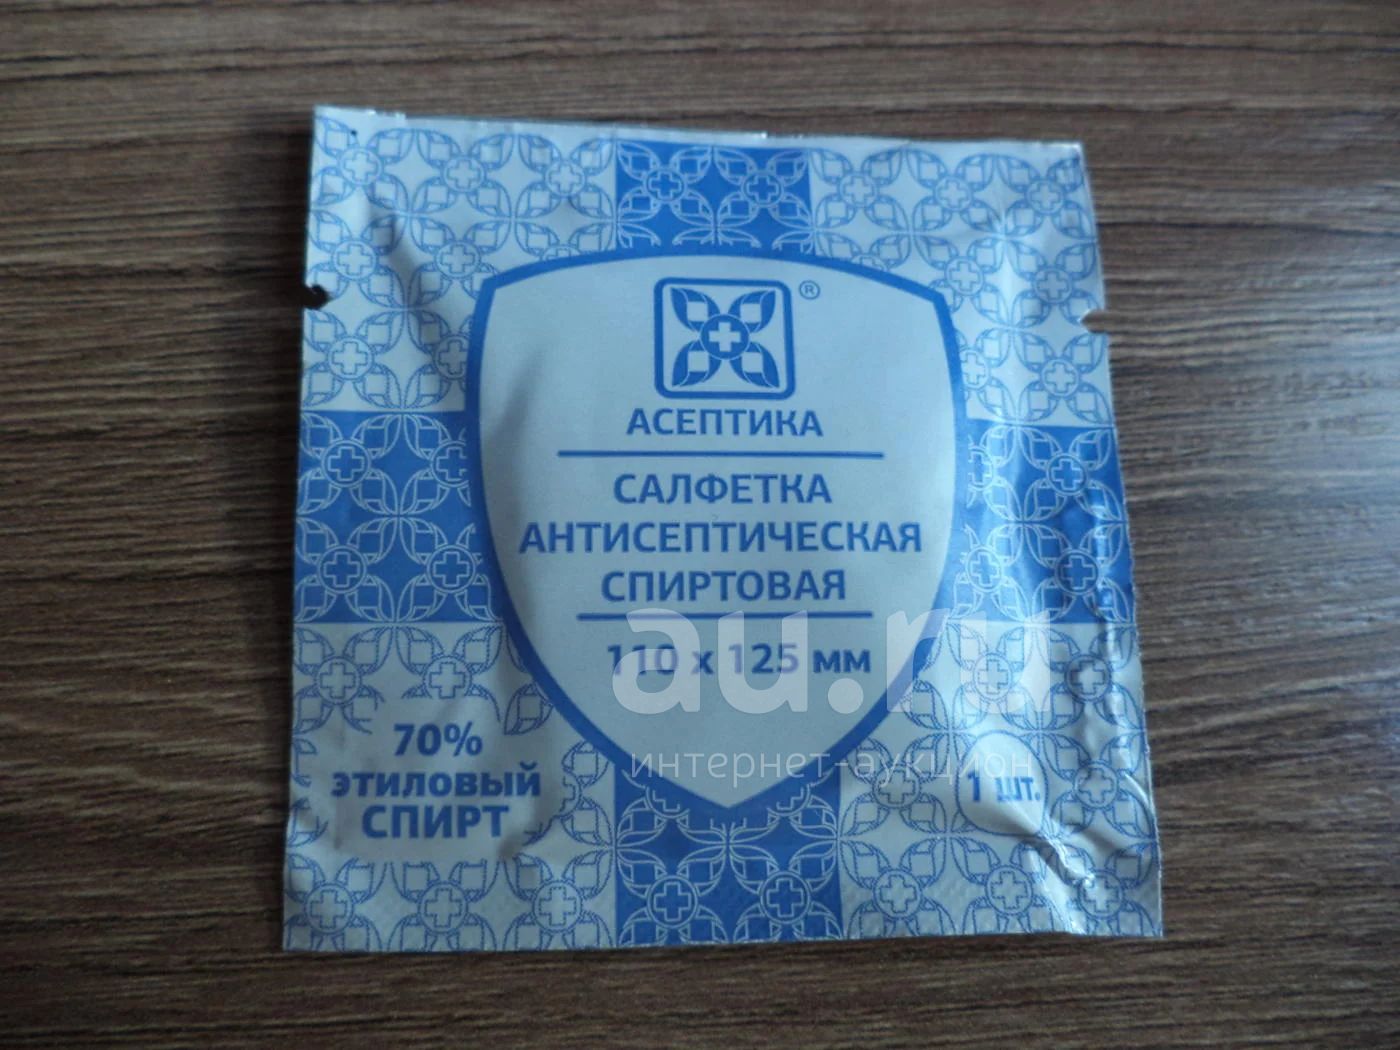 ®
АСЕПТИКА
САЛФЕТКА
АНТИСЕПТИЧЕСКАЯ
СПИРТОВАЯ
110 х 125 мм
au.ru
интернет-аукцион
70%
этиловый
СПИРТ
1 шт.